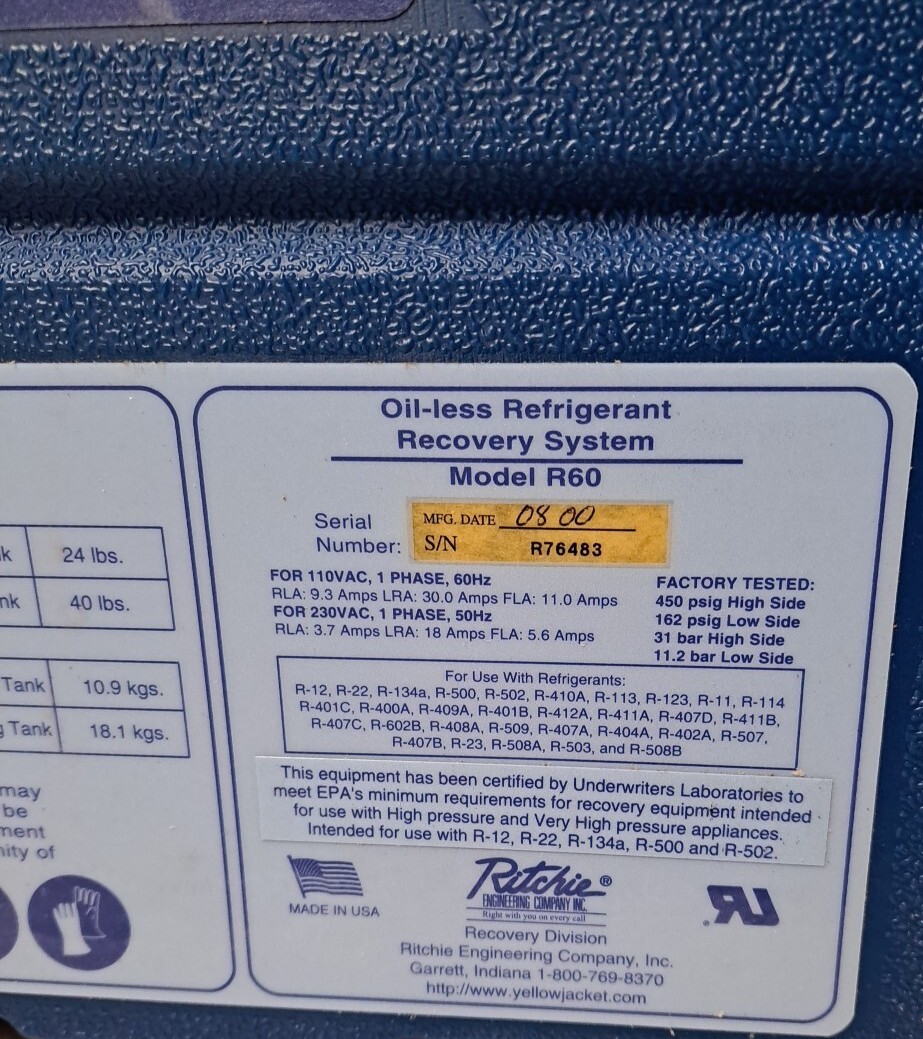 k 24 lbs.
nk 40 lbs.
Tank 10.9 kgs.
g Tank 18.1 kgs.
may
be
ment
nity of
Oil-less Refrigerant
Recovery System
Model R60
Serial
Number:
MFG. DATE 08 00
S/N R76483
FOR 110VAC, 1 PHASE, 60Hz
RLA: 9.3 Amps LRA: 30.0 Amps FLA: 11.0 Amps
FOR 230VAC, 1 PHASE, 50Hz
RLA: 3.7 Amps LRA: 18 Amps FLA: 5.6 Amps
FACTORY TESTED:
450 psig High Side
162 psig Low Side
31 bar High Side
11.2 bar Low Side
For Use With Refrigerants:
R-12, R-22, R-134a, R-500, R-502, R-410A, R-113, R-123, R-11, R-114
R-401C, R-400A, R-409A, R-401B, R-412A, R-411A, R-407D, R-411B,
R-407C, R-602B, R-408A, R-509, R-407A, R-404A, R-402A, R-507,
R-407B, R-23, R-508A, R-503, and R-508B
This equipment has been certified by Underwriters Laboratories to
meet EPA's minimum requirements for recovery equipment intended
for use with High pressure and Very High pressure appliances.
Intended for use with R-12, R-22, R-134a, R-500 and R-502.
MADE IN USA
Ritchie®
ENGINEERING COMPANY INC.
Right with you on every call
Recovery Division
Ritchie Engineering Company, Inc.
Garrett, Indiana 1-800-769-8370
http://www.yellowjacket.com